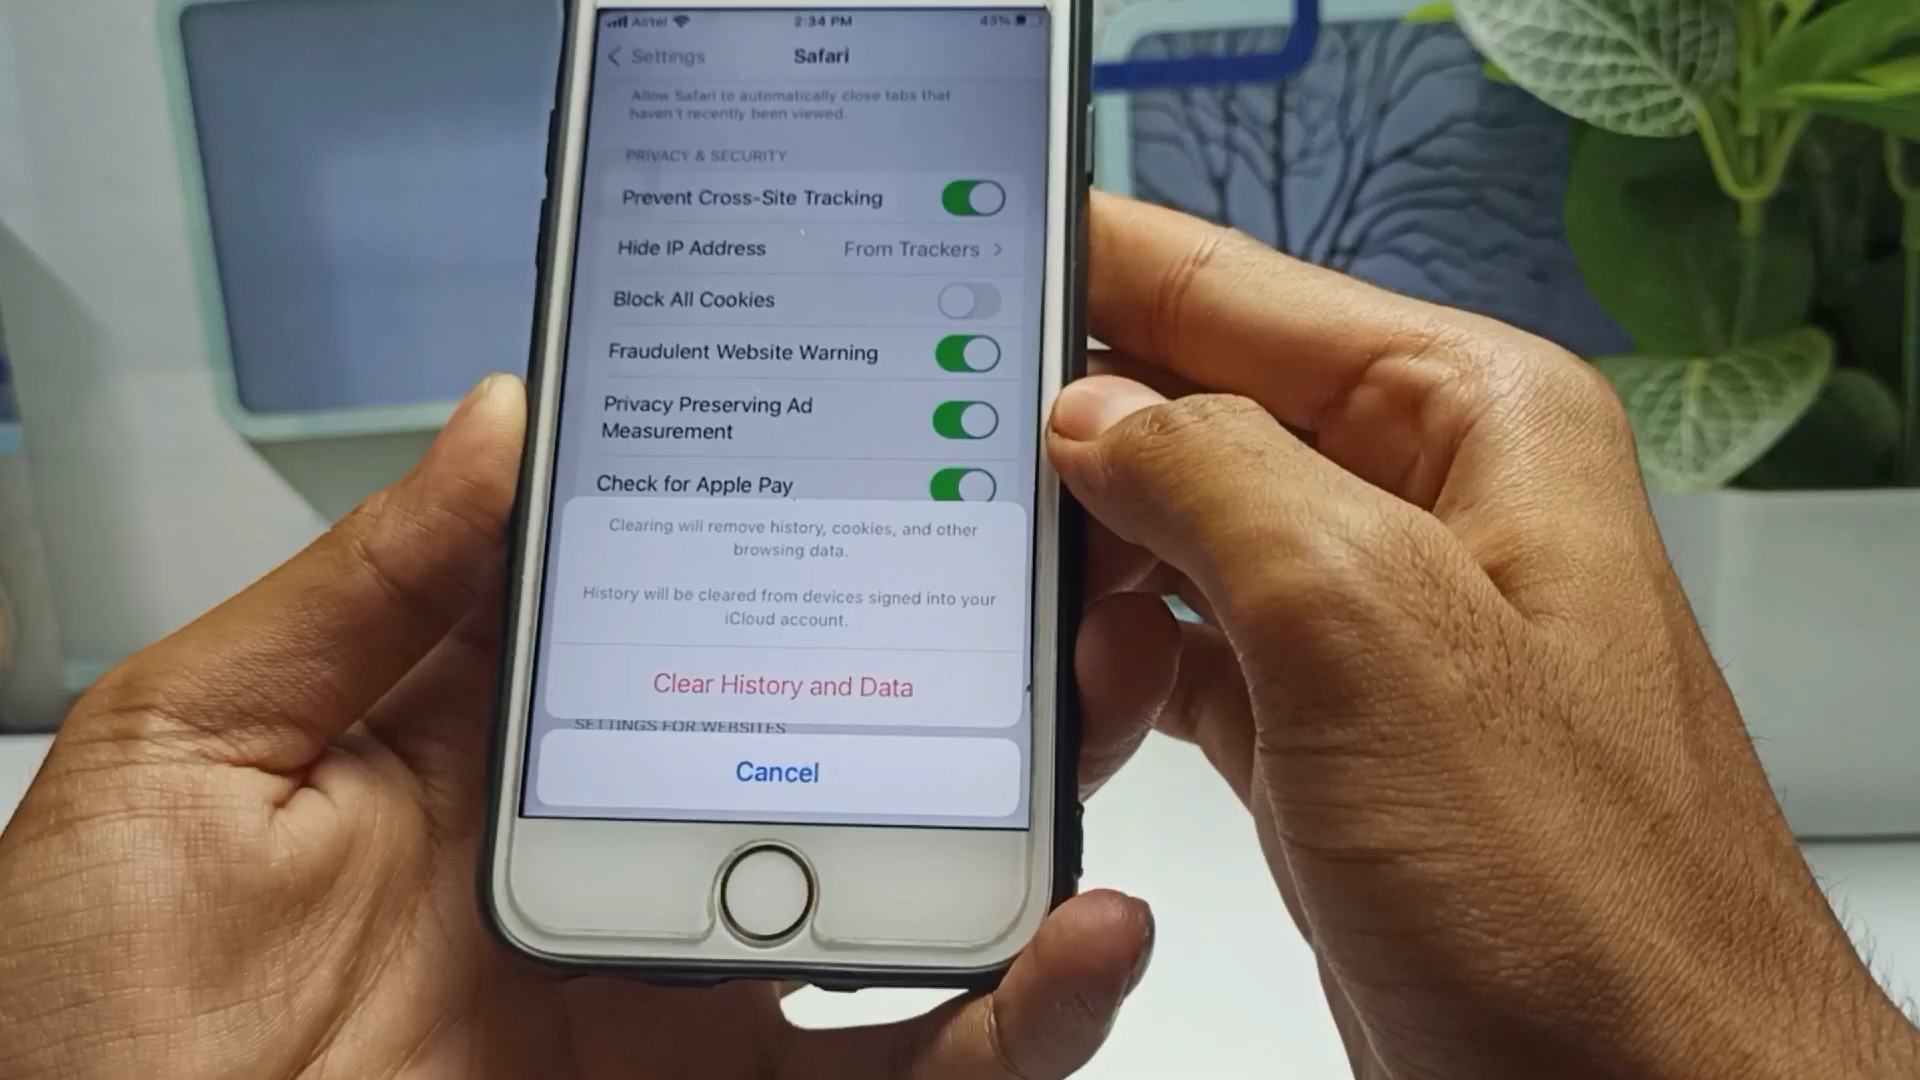 Airtel 2:34 PM 43%
Settings Safari
Allow Safari to automatically close tabs that
haven't recently been viewed.
PRIVACY & SECURITY
Prevent Cross-Site Tracking
Hide IP Address From Trackers
Block All Cookies
Fraudulent Website Warning
Privacy Preserving Ad
Measurement
Check for Apple Pay
Clearing will remove history, cookies, and other
browsing data.
History will be cleared from devices signed into your
iCloud account.
Clear History and Data
SETTINGS FOR WEBSITES
Cancel